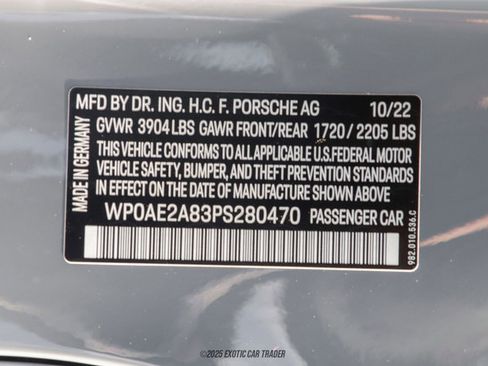 MFD BY DR. ING. H.C. F. PORSCHE AG 10/22
GVWR 3904 LBS GAWR FRONT/REAR 1720 / 2205 LBS
THIS VEHICLE CONFORMS TO ALL APPLICABLE U.S.FEDERAL MOTOR
VEHICLE SAFETY, BUMPER, AND THEFT PREVENTION STANDARDS
IN EFFECT ON THE DATE OF MANUFACTURE SHOWN ABOVE.
WP0AE2A83PS280470 PASSENGER CAR
MADE IN GERMANY
982.010.536.C
©2025 EXOTIC CAR TRADER